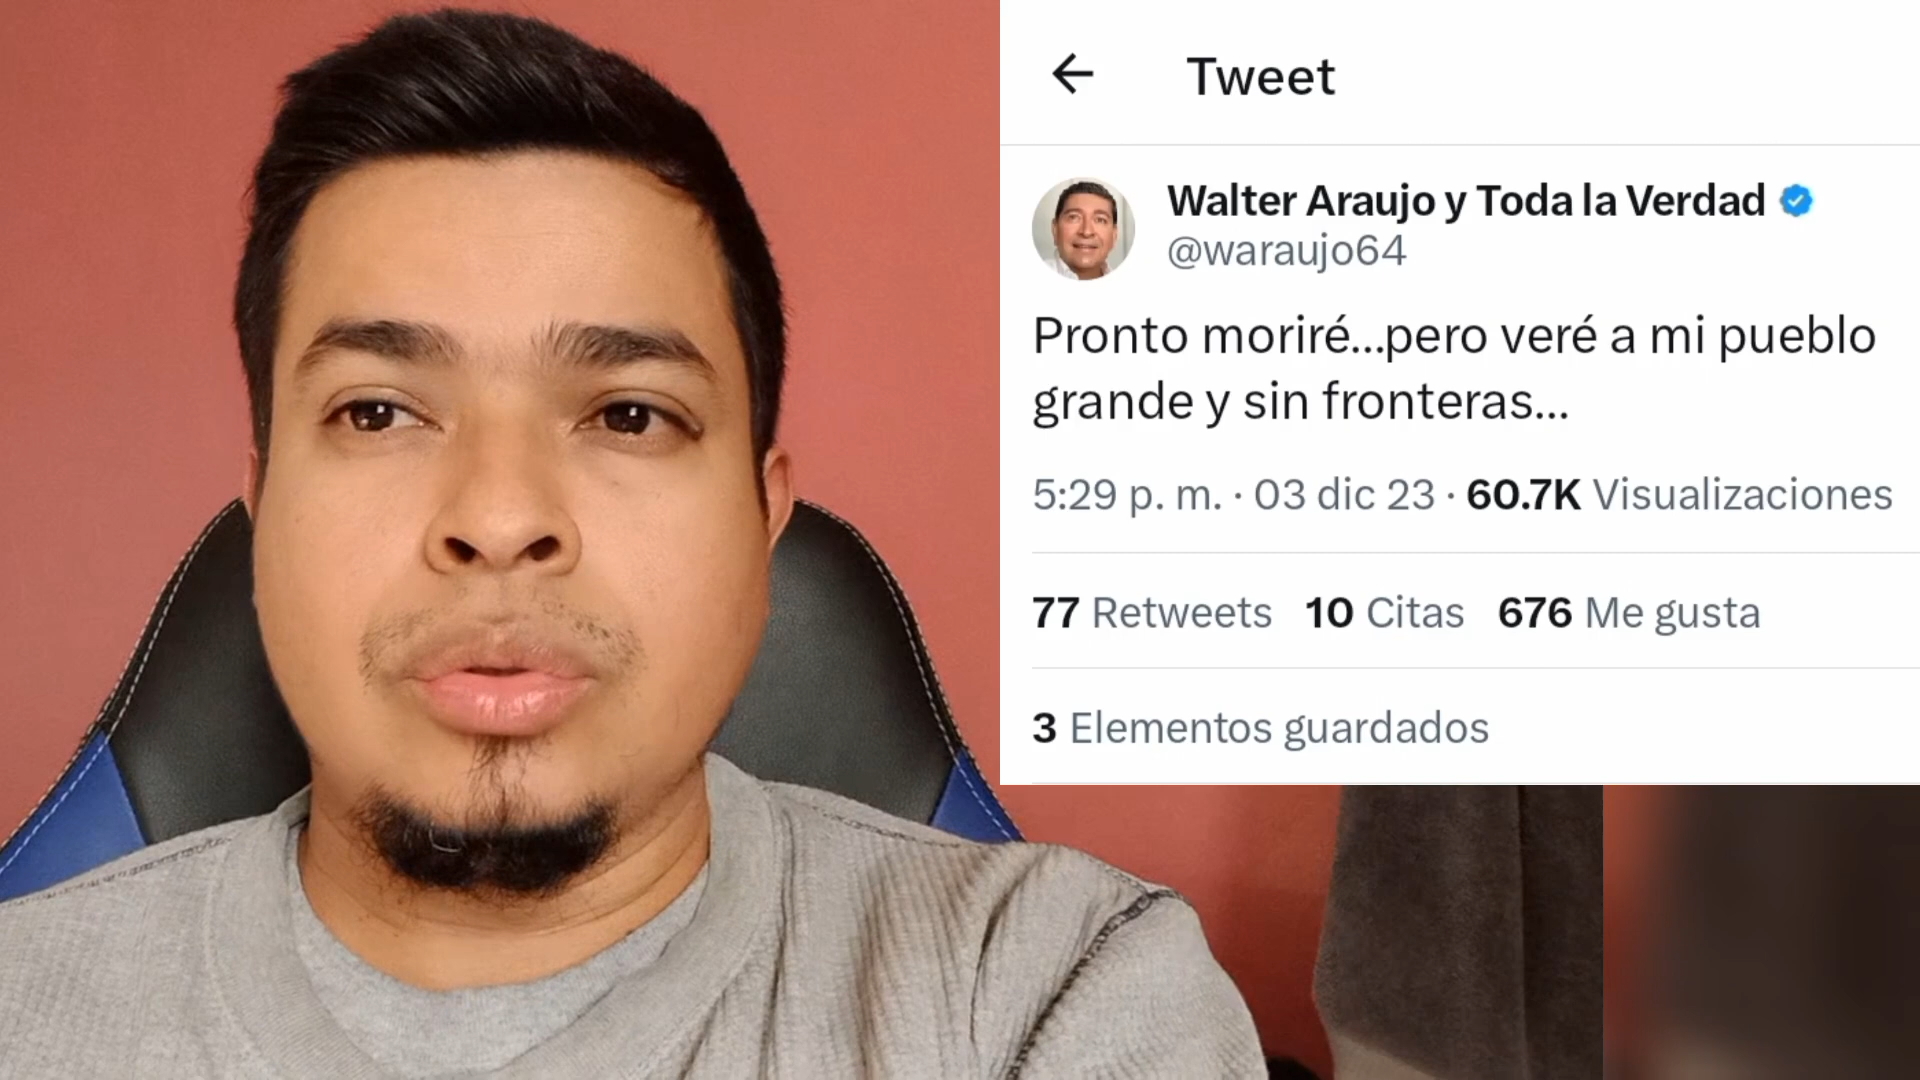 Tweet
Walter Araujo y Toda la Verdad
@waraujo64
Pronto moriré...pero veré a mi pueblo
grande y sin fronteras...
5:29 p. m. · 03 dic 23 · 60.7K Visualizaciones
77 Retweets 10 Citas 676 Me gusta
3 Elementos guardados